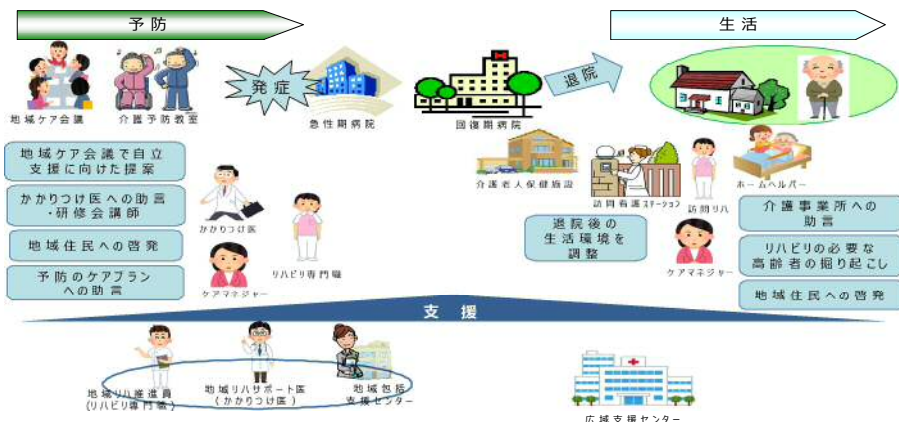 予防
生活
発症
退院
地域ケア会議
介護予防教室
急性期病院
回復期病院
地域ケア会議で自立
支援に向けた提案
かかりつけ医への助言
・研修会講師
地域住民への啓発
予防のケアプラン
への助言
かかりつけ医
リハビリ専門職
ケアマネジャー
介護老人保健施設
訪問看護ステーション
訪問リハ
ホームヘルパー
退院後の
生活環境を
調整
ケアマネジャー
介護事業所への
助言
リハビリの必要な
高齢者の掘り起こし
地域住民への啓発
支援
地域リハ推進員
(リハビリ専門職)
地域リハサポート医
(かかりつけ医)
地域包括
支援センター
広域支援センター